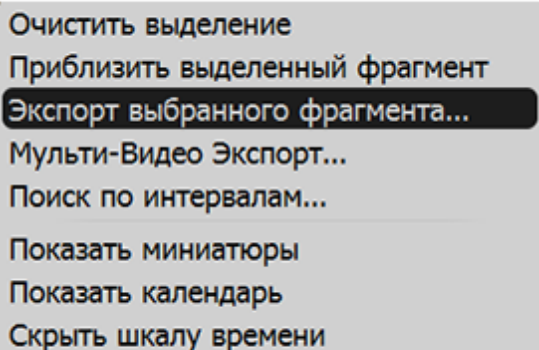 Очистить выделение
Приблизить выделенный фрагмент
Экспорт выбранного фрагмента...
Мульти-Видео Экспорт...
Поиск по интервалам...
Показать миниатюры
Показать календарь
Скрыть шкалу времени